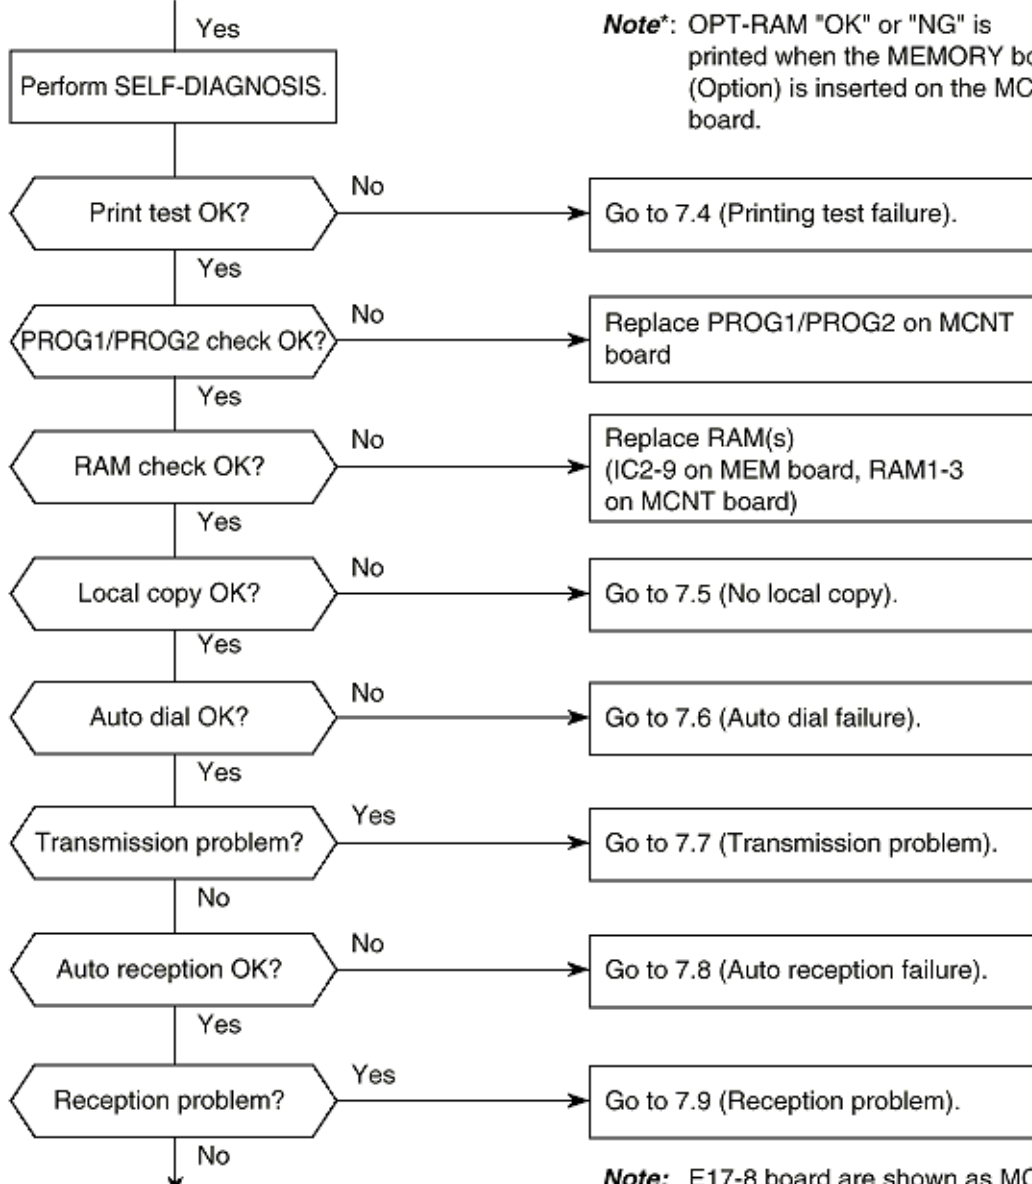 Yes
Note*: OPT-RAM "OK" or "NG" is
printed when the MEMORY
(Option) is inserted on the
board.
Perform SELF-DIAGNOSIS.
Print test OK?
No
Go to 7.4 (Printing test failure).
Yes
PROG1/PROG2 check OK?
No
Replace PROG1/PROG2 on MCNT
board
Yes
RAM check OK?
No
Replace RAM(s)
(IC2-9 on MEM board, RAM1-3
on MCNT board)
Yes
Local copy OK?
No
Go to 7.5 (No local copy).
Yes
Auto dial OK?
No
Go to 7.6 (Auto dial failure).
Yes
Transmission problem?
Yes
Go to 7.7 (Transmission problem).
No
Auto reception OK?
No
Go to 7.8 (Auto reception failure).
Yes
Reception problem?
Yes
Go to 7.9 (Reception problem).
No
Note: E17-8 board are shown as